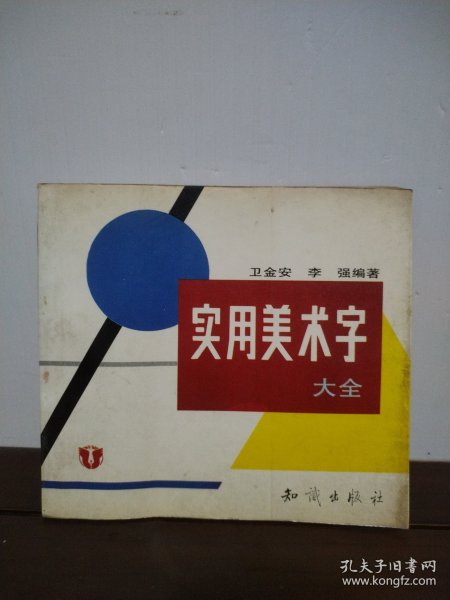 卫金安 李 强编著
实用美术字
大全
知识出版社
孔夫子旧书网
www.kongfz.com